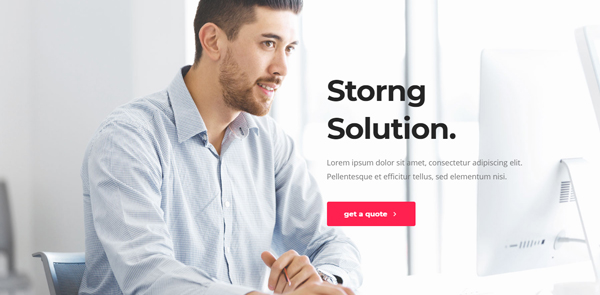 Storng
Solution.
Lorem ipsum dolor sit amet, consectetur adipiscing elit.
Pellentesque et efficitur tellus, sed elementum nisi.
get a quote >